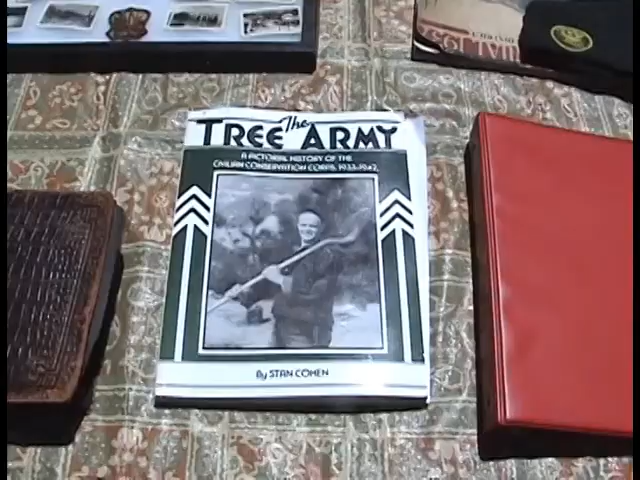 The
TREE ARMY
A PICTORIAL HISTORY OF THE
CIVILIAN CONSERVATION CORPS, 1933-1942
By STAN COHEN